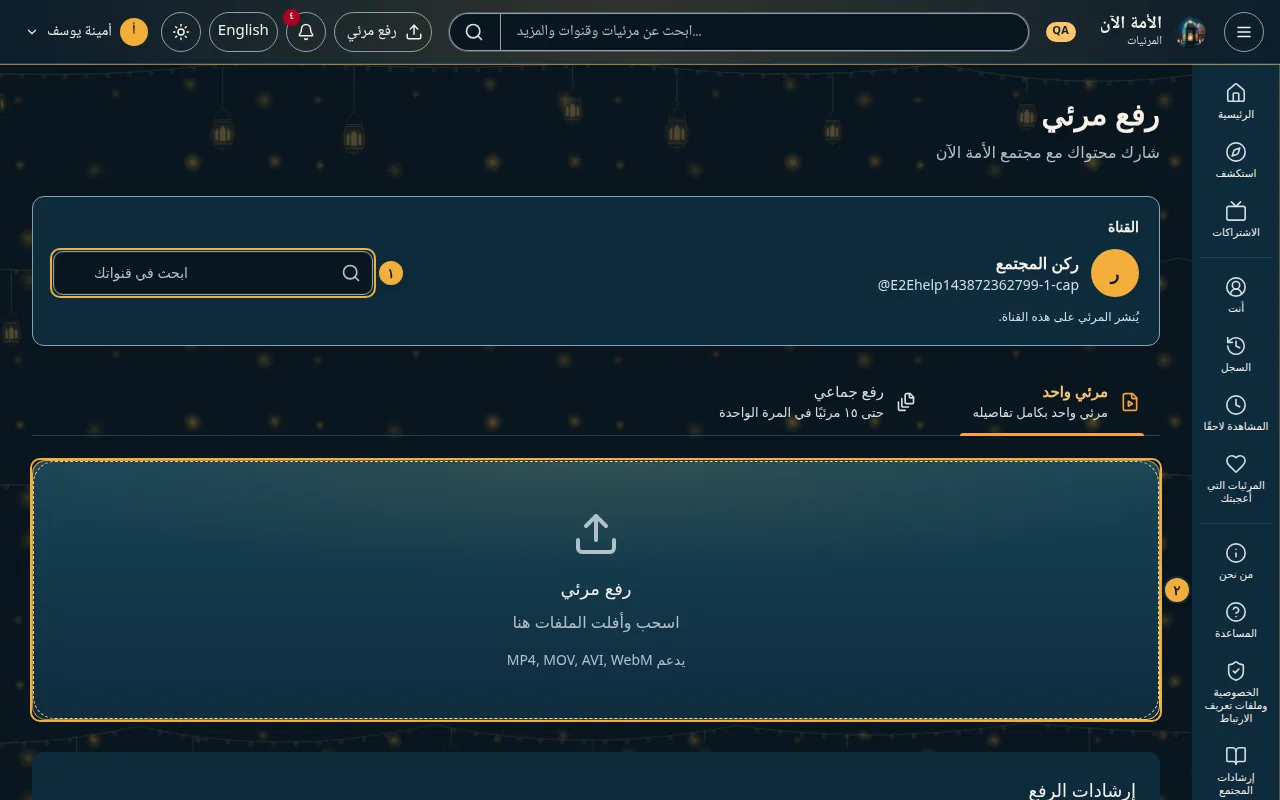 الأمة الآن
المرئيات
QA
ابحث عن مرئيات وقنوات والمزيد...
رفع مرئي
٤
English
أ
أمينة يوسف
الرئيسية
استكشف
الاشتراكات
أنت
السجل
المشاهدة لاحقًا
المرئيات التي
أعجبتك
من نحن
المساعدة
الخصوصية
وملفات تعريف
الارتباط
إرشادات
المجتمع
رفع مرئي
شارك محتواك مع مجتمع الأمة الآن
القناة
ر
ركن المجتمع
@E2Ehelp143872362799-1-cap
يُنشر المرئي على هذه القناة.
١
ابحث في قنواتك
مرئي واحد
مرئي واحد بكامل تفاصيله
رفع جماعي
حتى ١٥ مرئيًا في المرة الواحدة
٢
رفع مرئي
اسحب وأفلت الملفات هنا
يدعم MP4, MOV, AVI, WebM
إرشادات الرفع